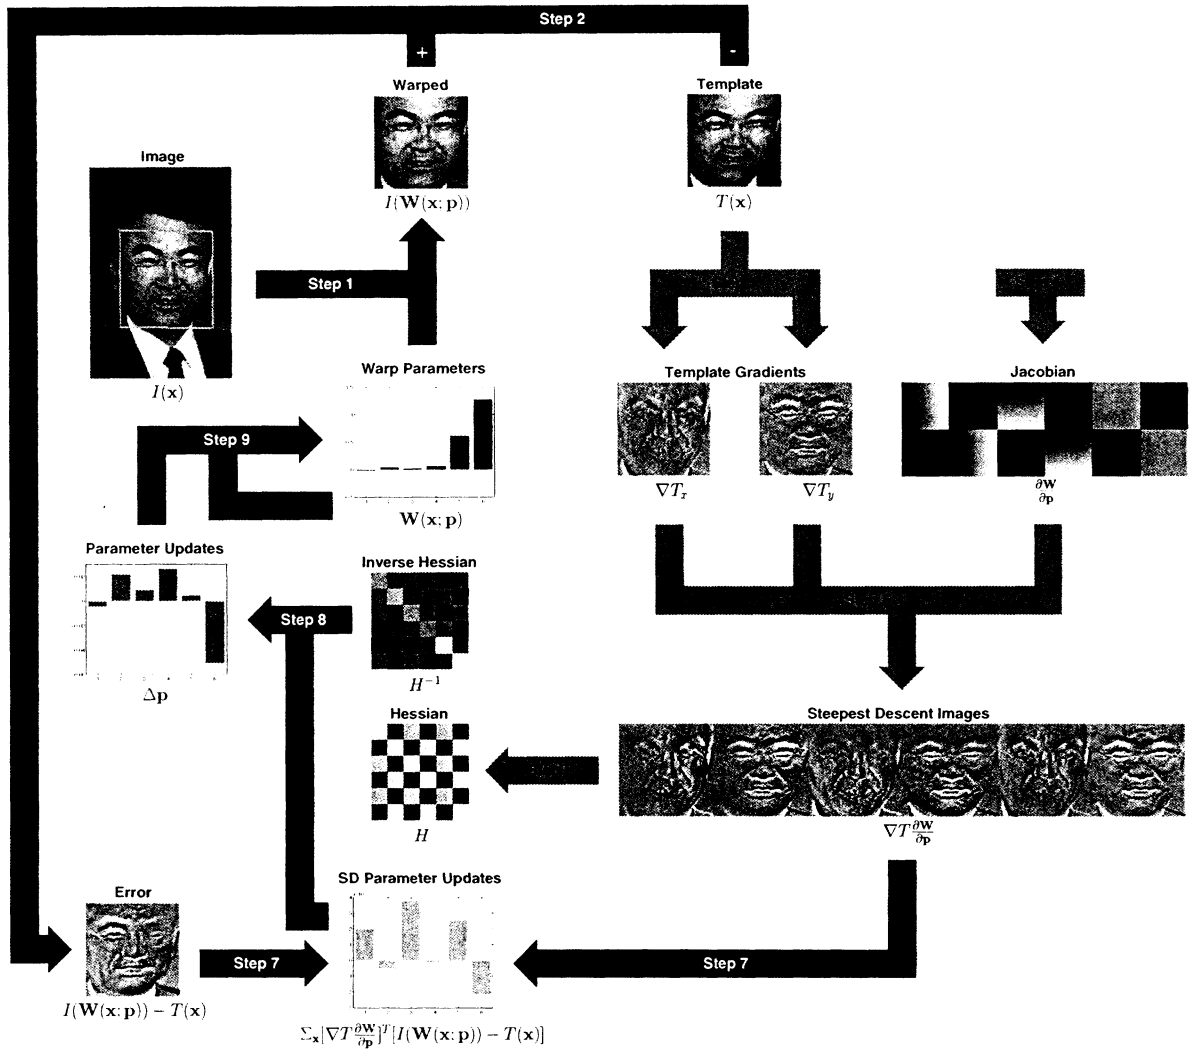 Step 2
+
-
Warped
Template
Image
I(W(x; p))
T(x)
Step 1
Warp Parameters
Template Gradients
Jacobian
I(x)
Step 9
∇T_x
∇T_y
∂W/∂p
W(x; p)
Parameter Updates
Inverse Hessian
Step 8
H^{-1}
Δp
Hessian
Steepest Descent Images
H
∇T ∂W/∂p
SD Parameter Updates
Error
Step 7
Step 7
I(W(x; p)) − T(x)
Σ_x[∇T ∂W/∂p]^T[I(W(x; p)) − T(x)]